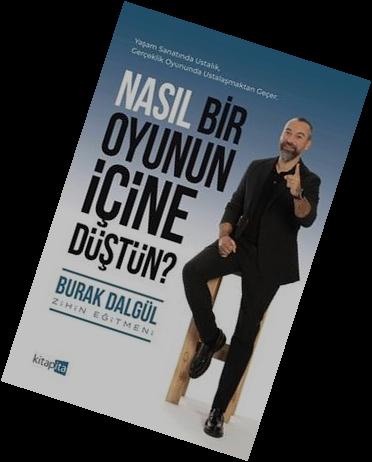 Yaşam Sanatında Ustalık,
Gerçeklik Oyununda Ustalaşmaktan Geçer.
NASIL BİR
OYUNUN
İÇİNE
DÜŞTÜN?
BURAK DALGÜL
ZİHİN EĞİTMENİ
kitapita